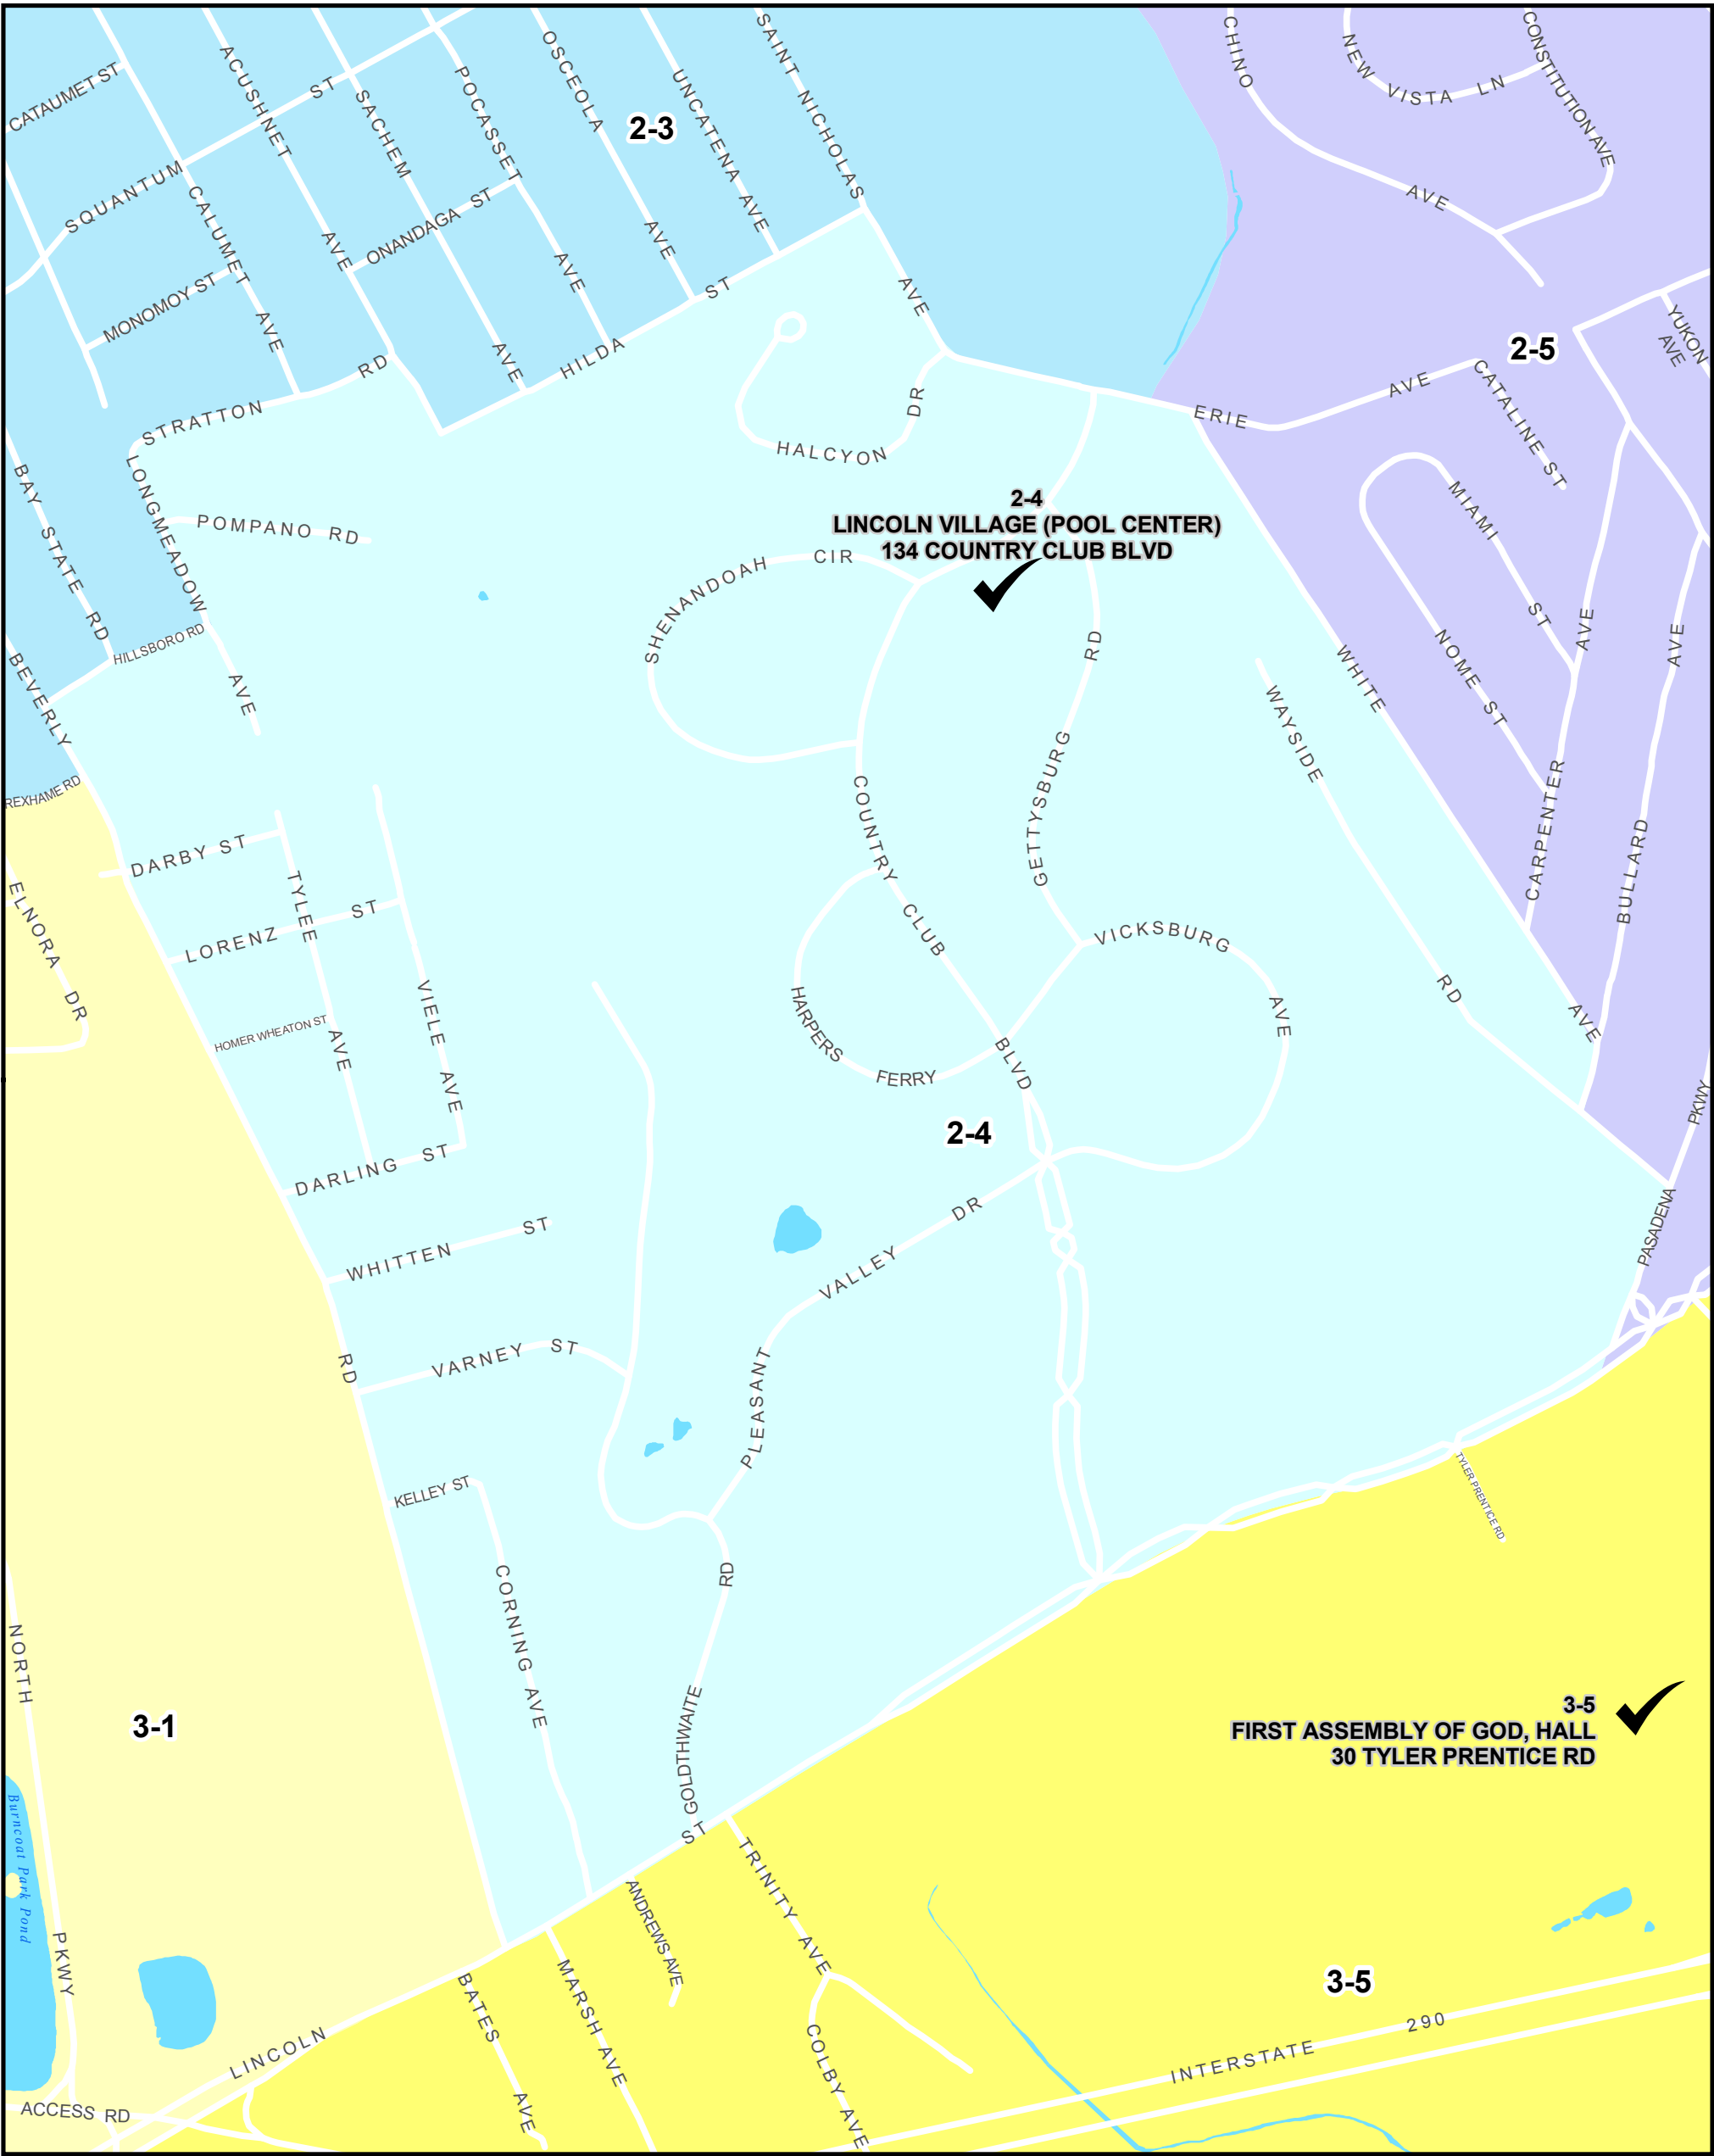 CATAUMET ST
ACUSHNET AVE
SQUANTUM ST
SACHEM AVE
POCASSET AVE
OSCEOLA AVE
UNCATENA AVE
SAINT NICHOLAS AVE
2-3
CHINO AVE
NEW VISTA LN
CONSTITUTION AVE
CALUMET AVE
ONANDAGA ST
MONOMOY ST
HILDA ST
STRATTON RD
YUKON AVE
2-5
ERIE AVE
CATALINE ST
HALCYON DR
LONGMEADOW AVE
BAY STATE RD
POMPANO RD
2-4
LINCOLN VILLAGE (POOL CENTER)
134 COUNTRY CLUB BLVD
SHENANDOAH CIR
MIAMI ST
NOME ST
HILLSBORO RD
BEVERLY RD
GETTYSBURG RD
WAYSIDE RD
WHITE AVE
CARPENTER AVE
BULLARD AVE
REXHAME RD
DARBY ST
TYLEE AVE
ELNORA DR
LORENZ ST
COUNTRY CLUB BLVD
VICKSBURG AVE
VIELE AVE
HOMER WHEATON ST
HARPERS FERRY
2-4
PASADENA PKWY
DARLING ST
WHITTEN ST
PLEASANT VALLEY DR
VARNEY ST
KELLEY ST
TYLER PRENTICE RD
CORNING AVE
GOLDTHWAITE RD
NORTH PKWY
3-1
3-5
FIRST ASSEMBLY OF GOD, HALL
30 TYLER PRENTICE RD
Burncoat Park Pond
LINCOLN ST
TRINITY AVE
ANDREWS AVE
MARSH AVE
BATES AVE
COLBY AVE
3-5
INTERSTATE 290
ACCESS RD